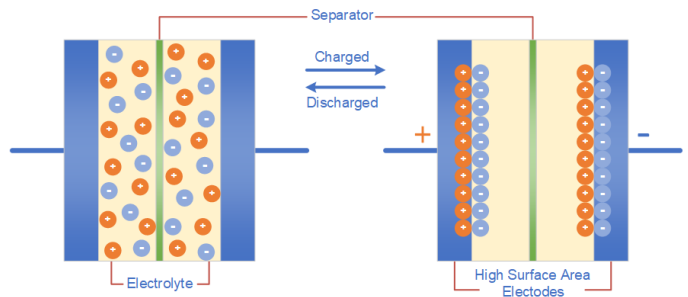 Separator
Charged
Discharged
+
-
Electrolyte
High Surface Area
Electodes